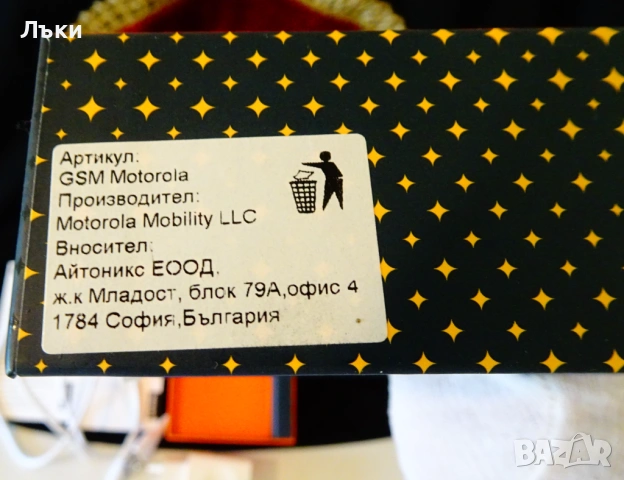 Лъки
Артикул:
GSM Motorola
Производител:
Motorola Mobility LLC
Вносител:
Айтоникс ЕООД,
ж.к Младост, блок 79А,офис 4
1784 София,България
BAZAR